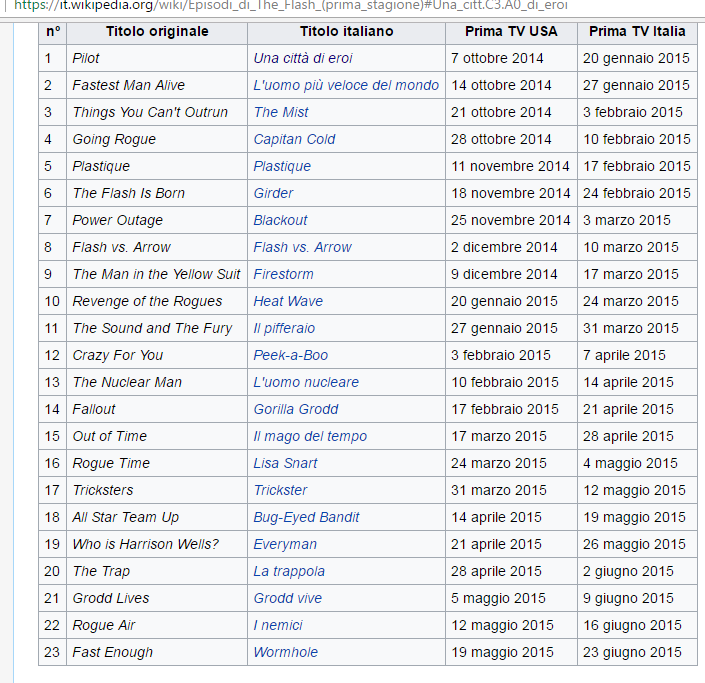 https://it.wikipedia.org/wiki/Episodi_di_The_Flash_(prima_stagione)#Una_citt.C3.A0_di_eroi
n° Titolo originale Titolo italiano Prima TV USA Prima TV Italia
1 Pilot Una città di eroi 7 ottobre 2014 20 gennaio 2015
2 Fastest Man Alive L'uomo più veloce del mondo 14 ottobre 2014 27 gennaio 2015
3 Things You Can't Outrun The Mist 21 ottobre 2014 3 febbraio 2015
4 Going Rogue Capitan Cold 28 ottobre 2014 10 febbraio 2015
5 Plastique Plastique 11 novembre 2014 17 febbraio 2015
6 The Flash Is Born Girder 18 novembre 2014 24 febbraio 2015
7 Power Outage Blackout 25 novembre 2014 3 marzo 2015
8 Flash vs. Arrow Flash vs. Arrow 2 dicembre 2014 10 marzo 2015
9 The Man in the Yellow Suit Firestorm 9 dicembre 2014 17 marzo 2015
10 Revenge of the Rogues Heat Wave 20 gennaio 2015 24 marzo 2015
11 The Sound and The Fury Il pifferaio 27 gennaio 2015 31 marzo 2015
12 Crazy For You Peek-a-Boo 3 febbraio 2015 7 aprile 2015
13 The Nuclear Man L'uomo nucleare 10 febbraio 2015 14 aprile 2015
14 Fallout Gorilla Grodd 17 febbraio 2015 21 aprile 2015
15 Out of Time Il mago del tempo 17 marzo 2015 28 aprile 2015
16 Rogue Time Lisa Snart 24 marzo 2015 4 maggio 2015
17 Tricksters Trickster 31 marzo 2015 12 maggio 2015
18 All Star Team Up Bug-Eyed Bandit 14 aprile 2015 19 maggio 2015
19 Who is Harrison Wells? Everyman 21 aprile 2015 26 maggio 2015
20 The Trap La trappola 28 aprile 2015 2 giugno 2015
21 Grodd Lives Grodd vive 5 maggio 2015 9 giugno 2015
22 Rogue Air I nemici 12 maggio 2015 16 giugno 2015
23 Fast Enough Wormhole 19 maggio 2015 23 giugno 2015